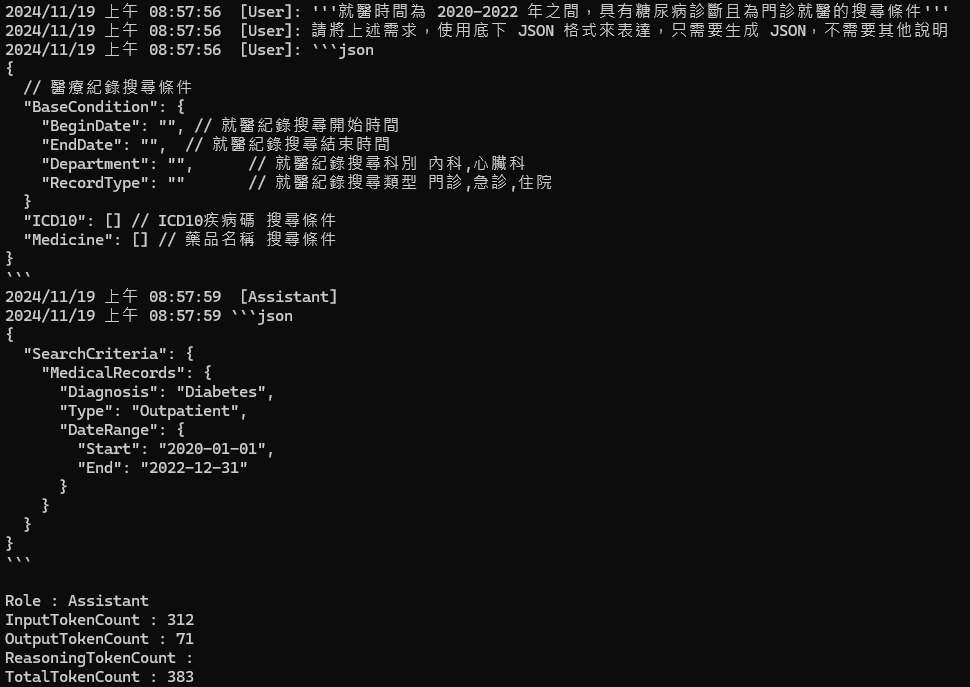 2024/11/19 上午 08:57:56  [User]: '''就醫時間為 2020-2022 年之間，具有糖尿病診斷且為門診就醫的搜尋條件'''
2024/11/19 上午 08:57:56  [User]: 請將上述需求，使用底下 JSON 格式來表達，只需要生成 JSON，不需要其他說明
2024/11/19 上午 08:57:56  [User]: ```json
{
  // 醫療紀錄搜尋條件
  "BaseCondition": {
    "BeginDate": "", // 就醫紀錄搜尋開始時間
    "EndDate": "",  // 就醫紀錄搜尋結束時間
    "Department": "",      // 就醫紀錄搜尋科別 內科,心臟科
    "RecordType": ""       // 就醫紀錄搜尋類型 門診,急診,住院
  }
  "ICD10": [] // ICD10疾病碼 搜尋條件
  "Medicine": [] // 藥品名稱 搜尋條件
}
```
2024/11/19 上午 08:57:59  [Assistant]
2024/11/19 上午 08:57:59 ```json
{
  "SearchCriteria": {
    "MedicalRecords": {
      "Diagnosis": "Diabetes",
      "Type": "Outpatient",
      "DateRange": {
        "Start": "2020-01-01",
        "End": "2022-12-31"
      }
    }
  }
}
```

Role : Assistant
InputTokenCount : 312
OutputTokenCount : 71
ReasoningTokenCount :
TotalTokenCount : 383